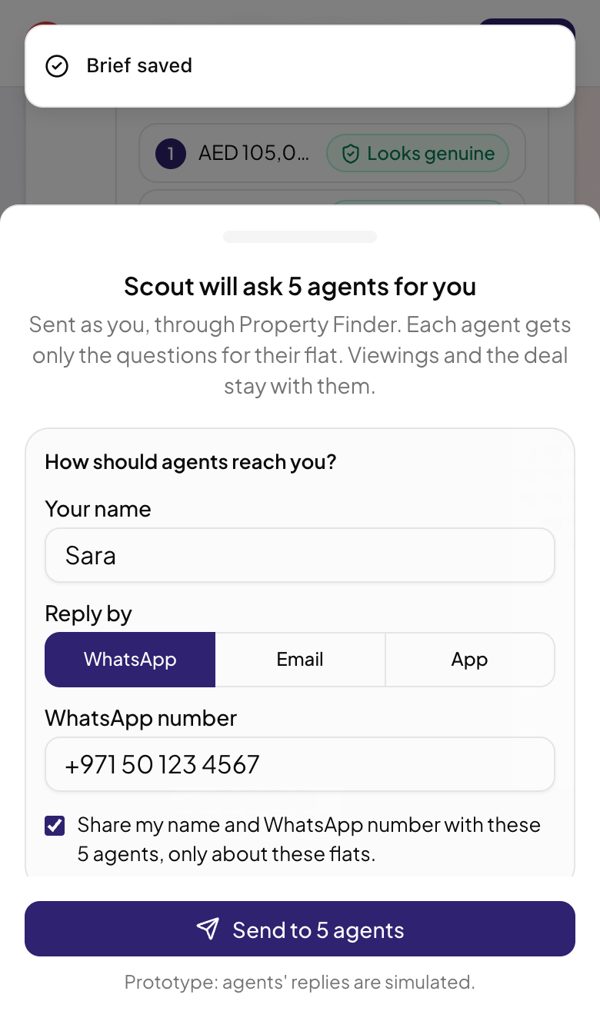 Brief saved
1 AED 105,0... Looks genuine
Scout will ask 5 agents for you
Sent as you, through Property Finder. Each agent gets
only the questions for their flat. Viewings and the deal
stay with them.
How should agents reach you?
Your name
Sara
Reply by
WhatsApp Email App
WhatsApp number
+971 50 123 4567
Share my name and WhatsApp number with these
5 agents, only about these flats.
Send to 5 agents
Prototype: agents' replies are simulated.